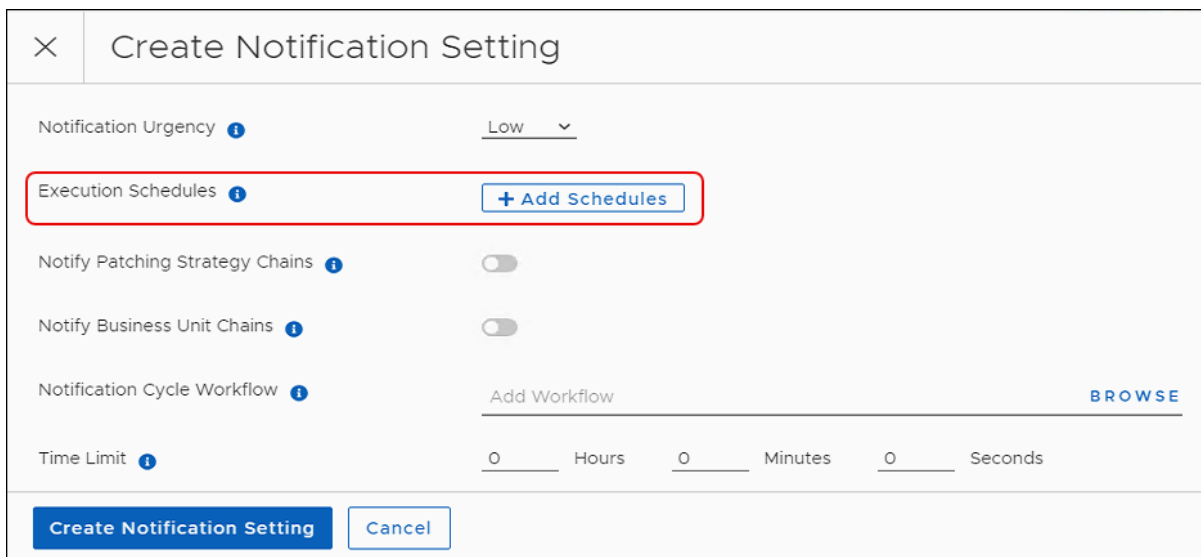 Create Notification Setting
Notification Urgency Low
Execution Schedules + Add Schedules
Notify Patching Strategy Chains
Notify Business Unit Chains
Notification Cycle Workflow Add Workflow BROWSE
Time Limit 0 Hours 0 Minutes 0 Seconds
Create Notification Setting Cancel